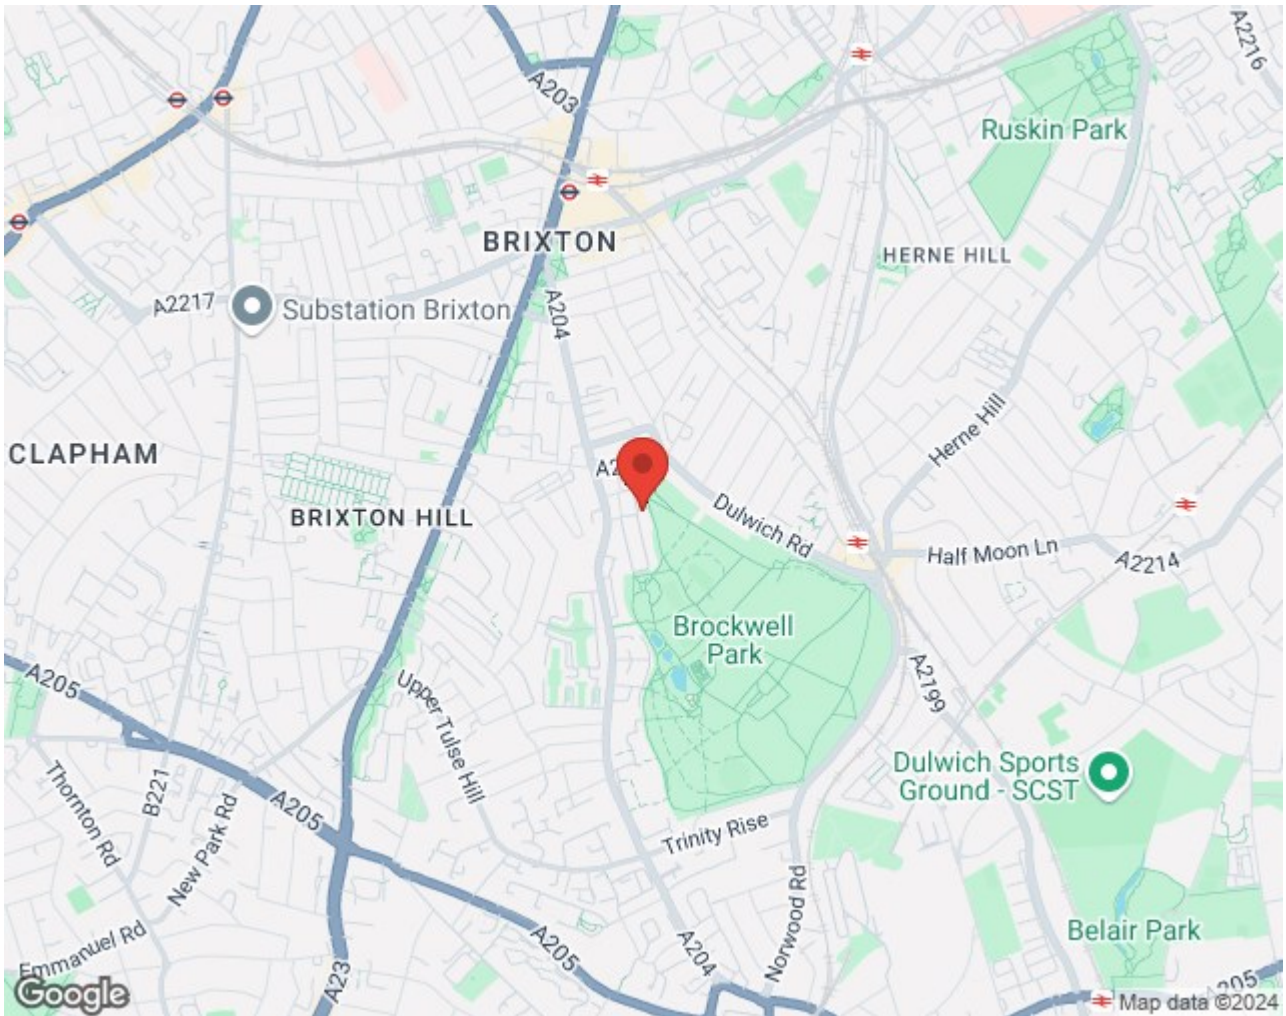 A2216
A203
Ruskin Park
BRIXTON
HERNE HILL
A2217
Substation Brixton
A204
Herne Hill
CLAPHAM
BRIXTON HILL
Dulwich Rd
Half Moon Ln
A2214
Brockwell
Park
A205
Upper Tulse Hill
A2199
Dulwich Sports
Ground - SCST
B221
Thornton Rd
New Park Rd
A205
Trinity Rise
Norwood Rd
Belair Park
Emmanuel Rd
A23
A205
A204
A205
Google
Map data ©2024